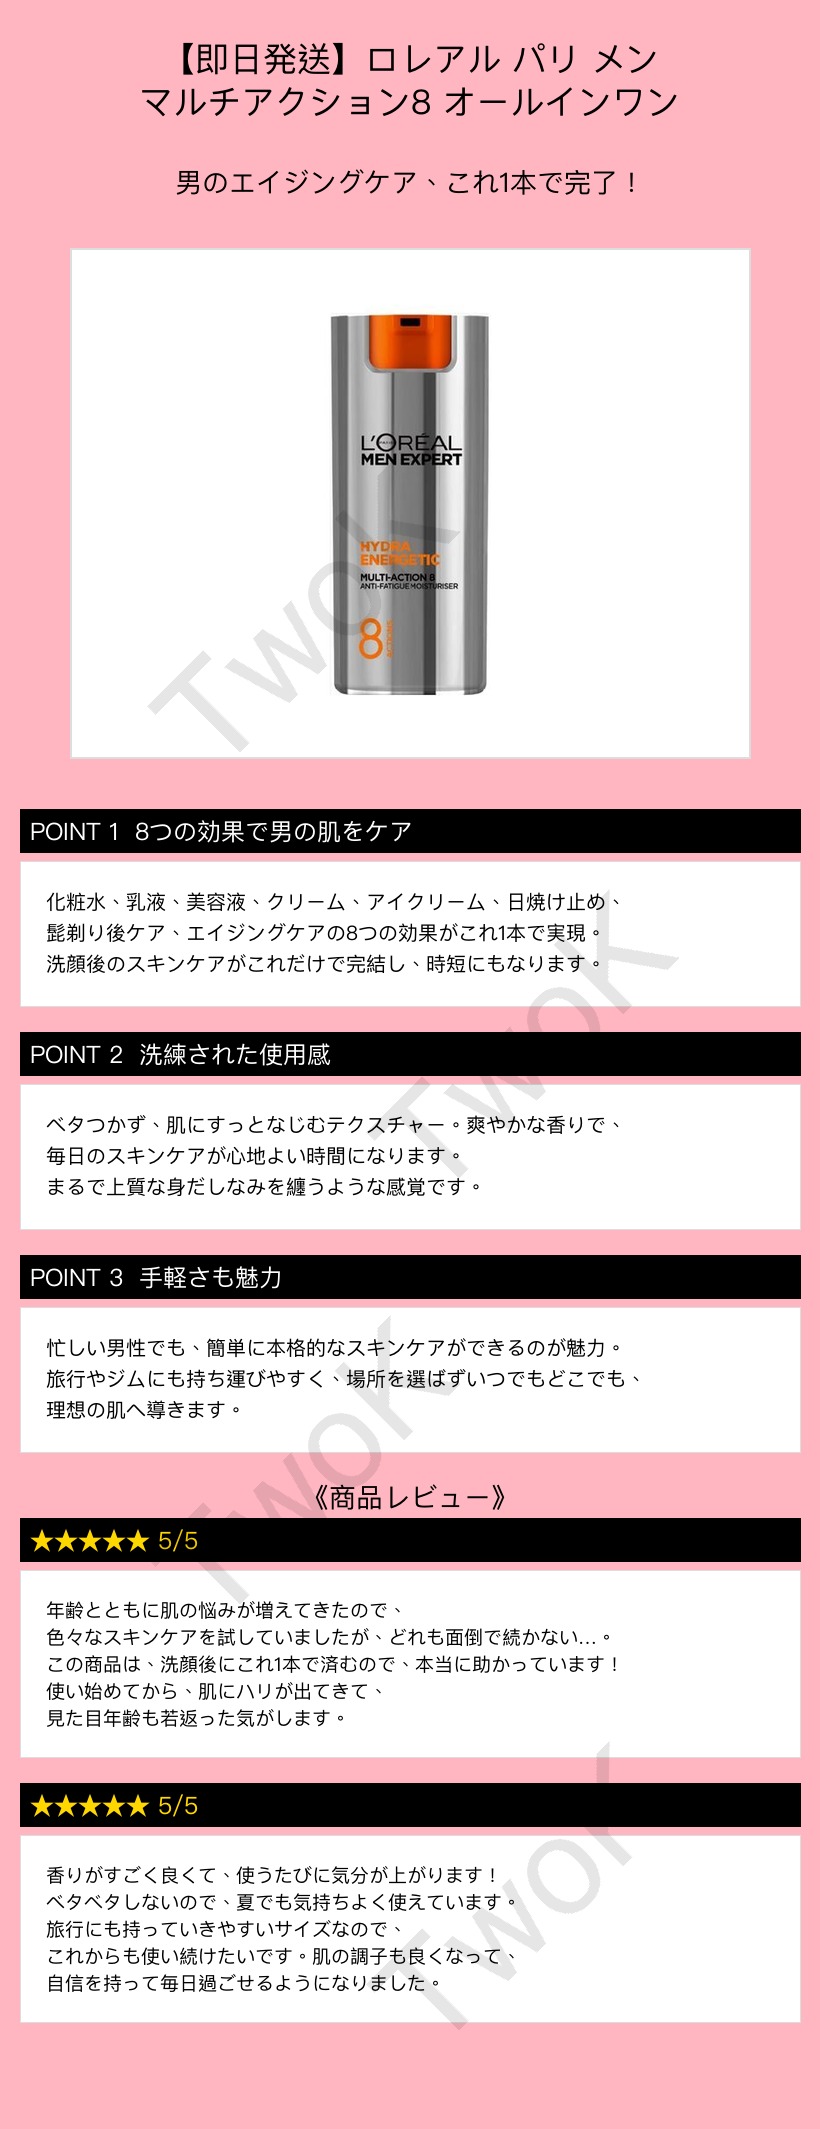 【即日発送】ロレアル パリ メン
マルチアクション8 オールインワン
男のエイジングケア、これ1本で完了！
L'ORÉAL
PARIS
MEN EXPERT
HYDRA
ENERGETIC
MULTI-ACTION 8
ANTI-FATIGUE MOISTURISER
8
ACTIONS
TwoK
POINT 1 8つの効果で男の肌をケア
化粧水、乳液、美容液、クリーム、アイクリーム、日焼け止め、
髭剃り後ケア、エイジングケアの8つの効果がこれ1本で実現。
洗顔後のスキンケアがこれだけで完結し、時短にもなります。
TwoK
POINT 2 洗練された使用感
ベタつかず、肌にすっとなじむテクスチャー。爽やかな香りで、
毎日のスキンケアが心地よい時間になります。
まるで上質な身だしなみを纏うような感覚です。
POINT 3 手軽さも魅力
忙しい男性でも、簡単に本格的なスキンケアができるのが魅力。
旅行やジムにも持ち運びやすく、場所を選ばずいつでもどこでも、
理想の肌へ導きます。
TwoK
《商品レビュー》
★★★★★ 5/5
年齢とともに肌の悩みが増えてきたので、
色々なスキンケアを試していましたが、どれも面倒で続かない…。
この商品は、洗顔後にこれ1本で済むので、本当に助かっています！
使い始めてから、肌にハリが出てきて、
見た目年齢も若返った気がします。
★★★★★ 5/5
香りがすごく良くて、使うたびに気分が上がります！
ベタベタしないので、夏でも気持ちよく使えています。
旅行にも持っていきやすいサイズなので、
これからも使い続けたいです。肌の調子も良くなって、
自信を持って毎日過ごせるようになりました。
TwoK